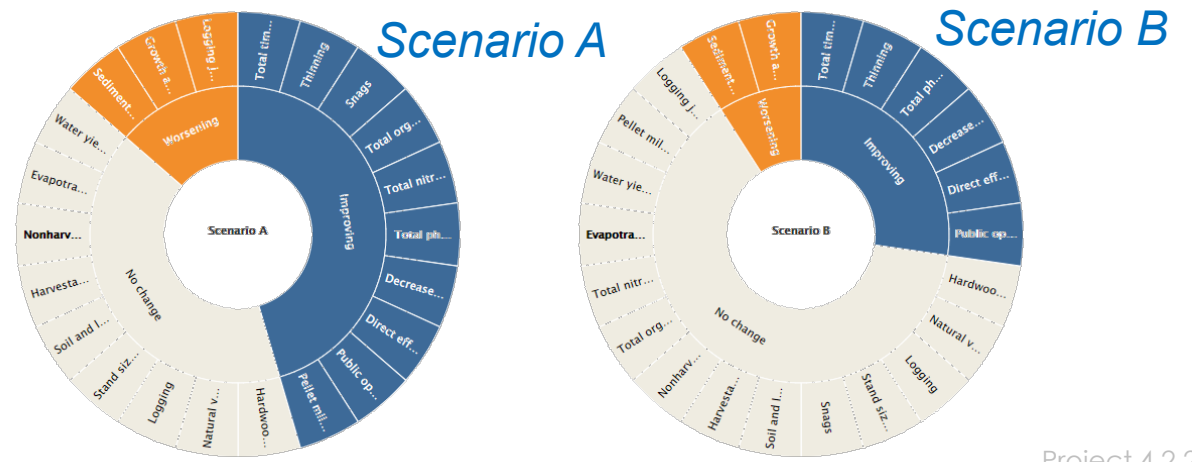 Scenario A
Scenario B
Scenario A
Improving
Total tim...
Thinning
Snags
Total org...
Total nitr...
Total ph...
Decrease...
Direct eff...
Public op...
Pellet mil...
No change
Hardwoo...
Natural v...
Logging
Stand siz...
Soil and l...
Harvesta...
Nonharv...
Evapotra...
Water yie...
Worsening
Sediment...
Growth a...
Logging j...
Scenario B
Improving
Total tim...
Thinning
Total ph...
Decrease...
Direct eff...
Public op...
No change
Hardwoo...
Natural v...
Logging
Stand siz...
Snags
Soil and l...
Harvesta...
Nonharv...
Total org...
Total nitr...
Evapotra...
Water yie...
Pellet mil...
Logging j...
Worsening
Sediment...
Growth a...